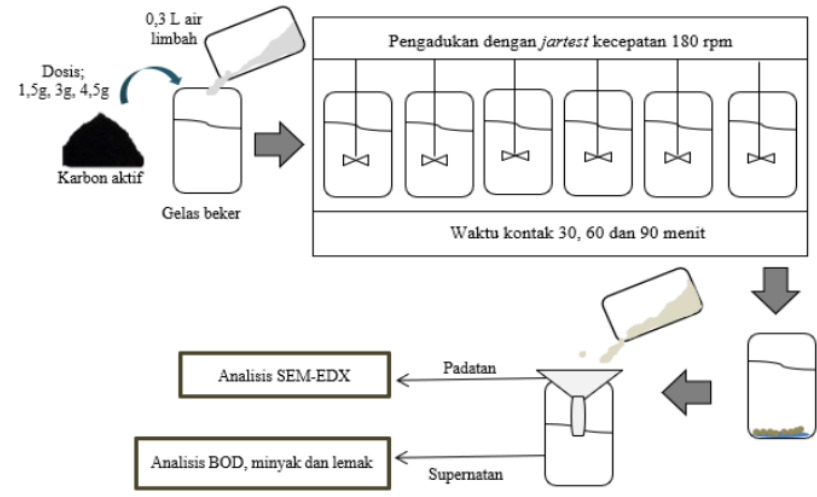 0,3 L air
limbah
Dosis;
1,5g, 3g, 4,5g
Karbon aktif
Gelas beker
Pengadukan dengan jartest kecepatan 180 rpm
Waktu kontak 30, 60 dan 90 menit
Padatan
Analisis SEM-EDX
Analisis BOD, minyak dan lemak
Supernatan